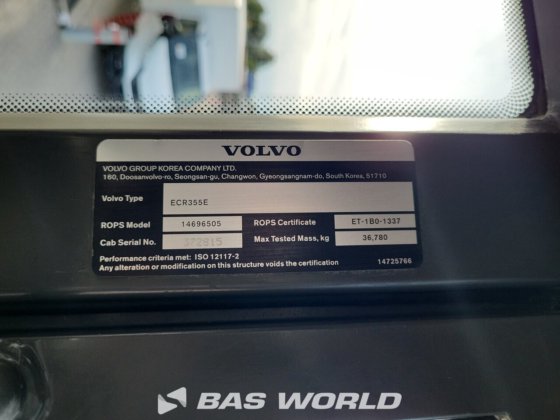 VOLVO
VOLVO GROUP KOREA COMPANY LTD.
160, Doosanvolvo-ro, Seongsan-gu, Changwon, Gyeongsangnam-do, South Korea, 51710
Volvo Type ECR355E
ROPS Model 14696505 ROPS Certificate ET-1B0-1337
Cab Serial No. 372815 Max Tested Mass, kg 36,780
Performance criteria met: ISO 12117-2
Any alteration or modification on this structure voids the certification 14725766
BAS WORLD